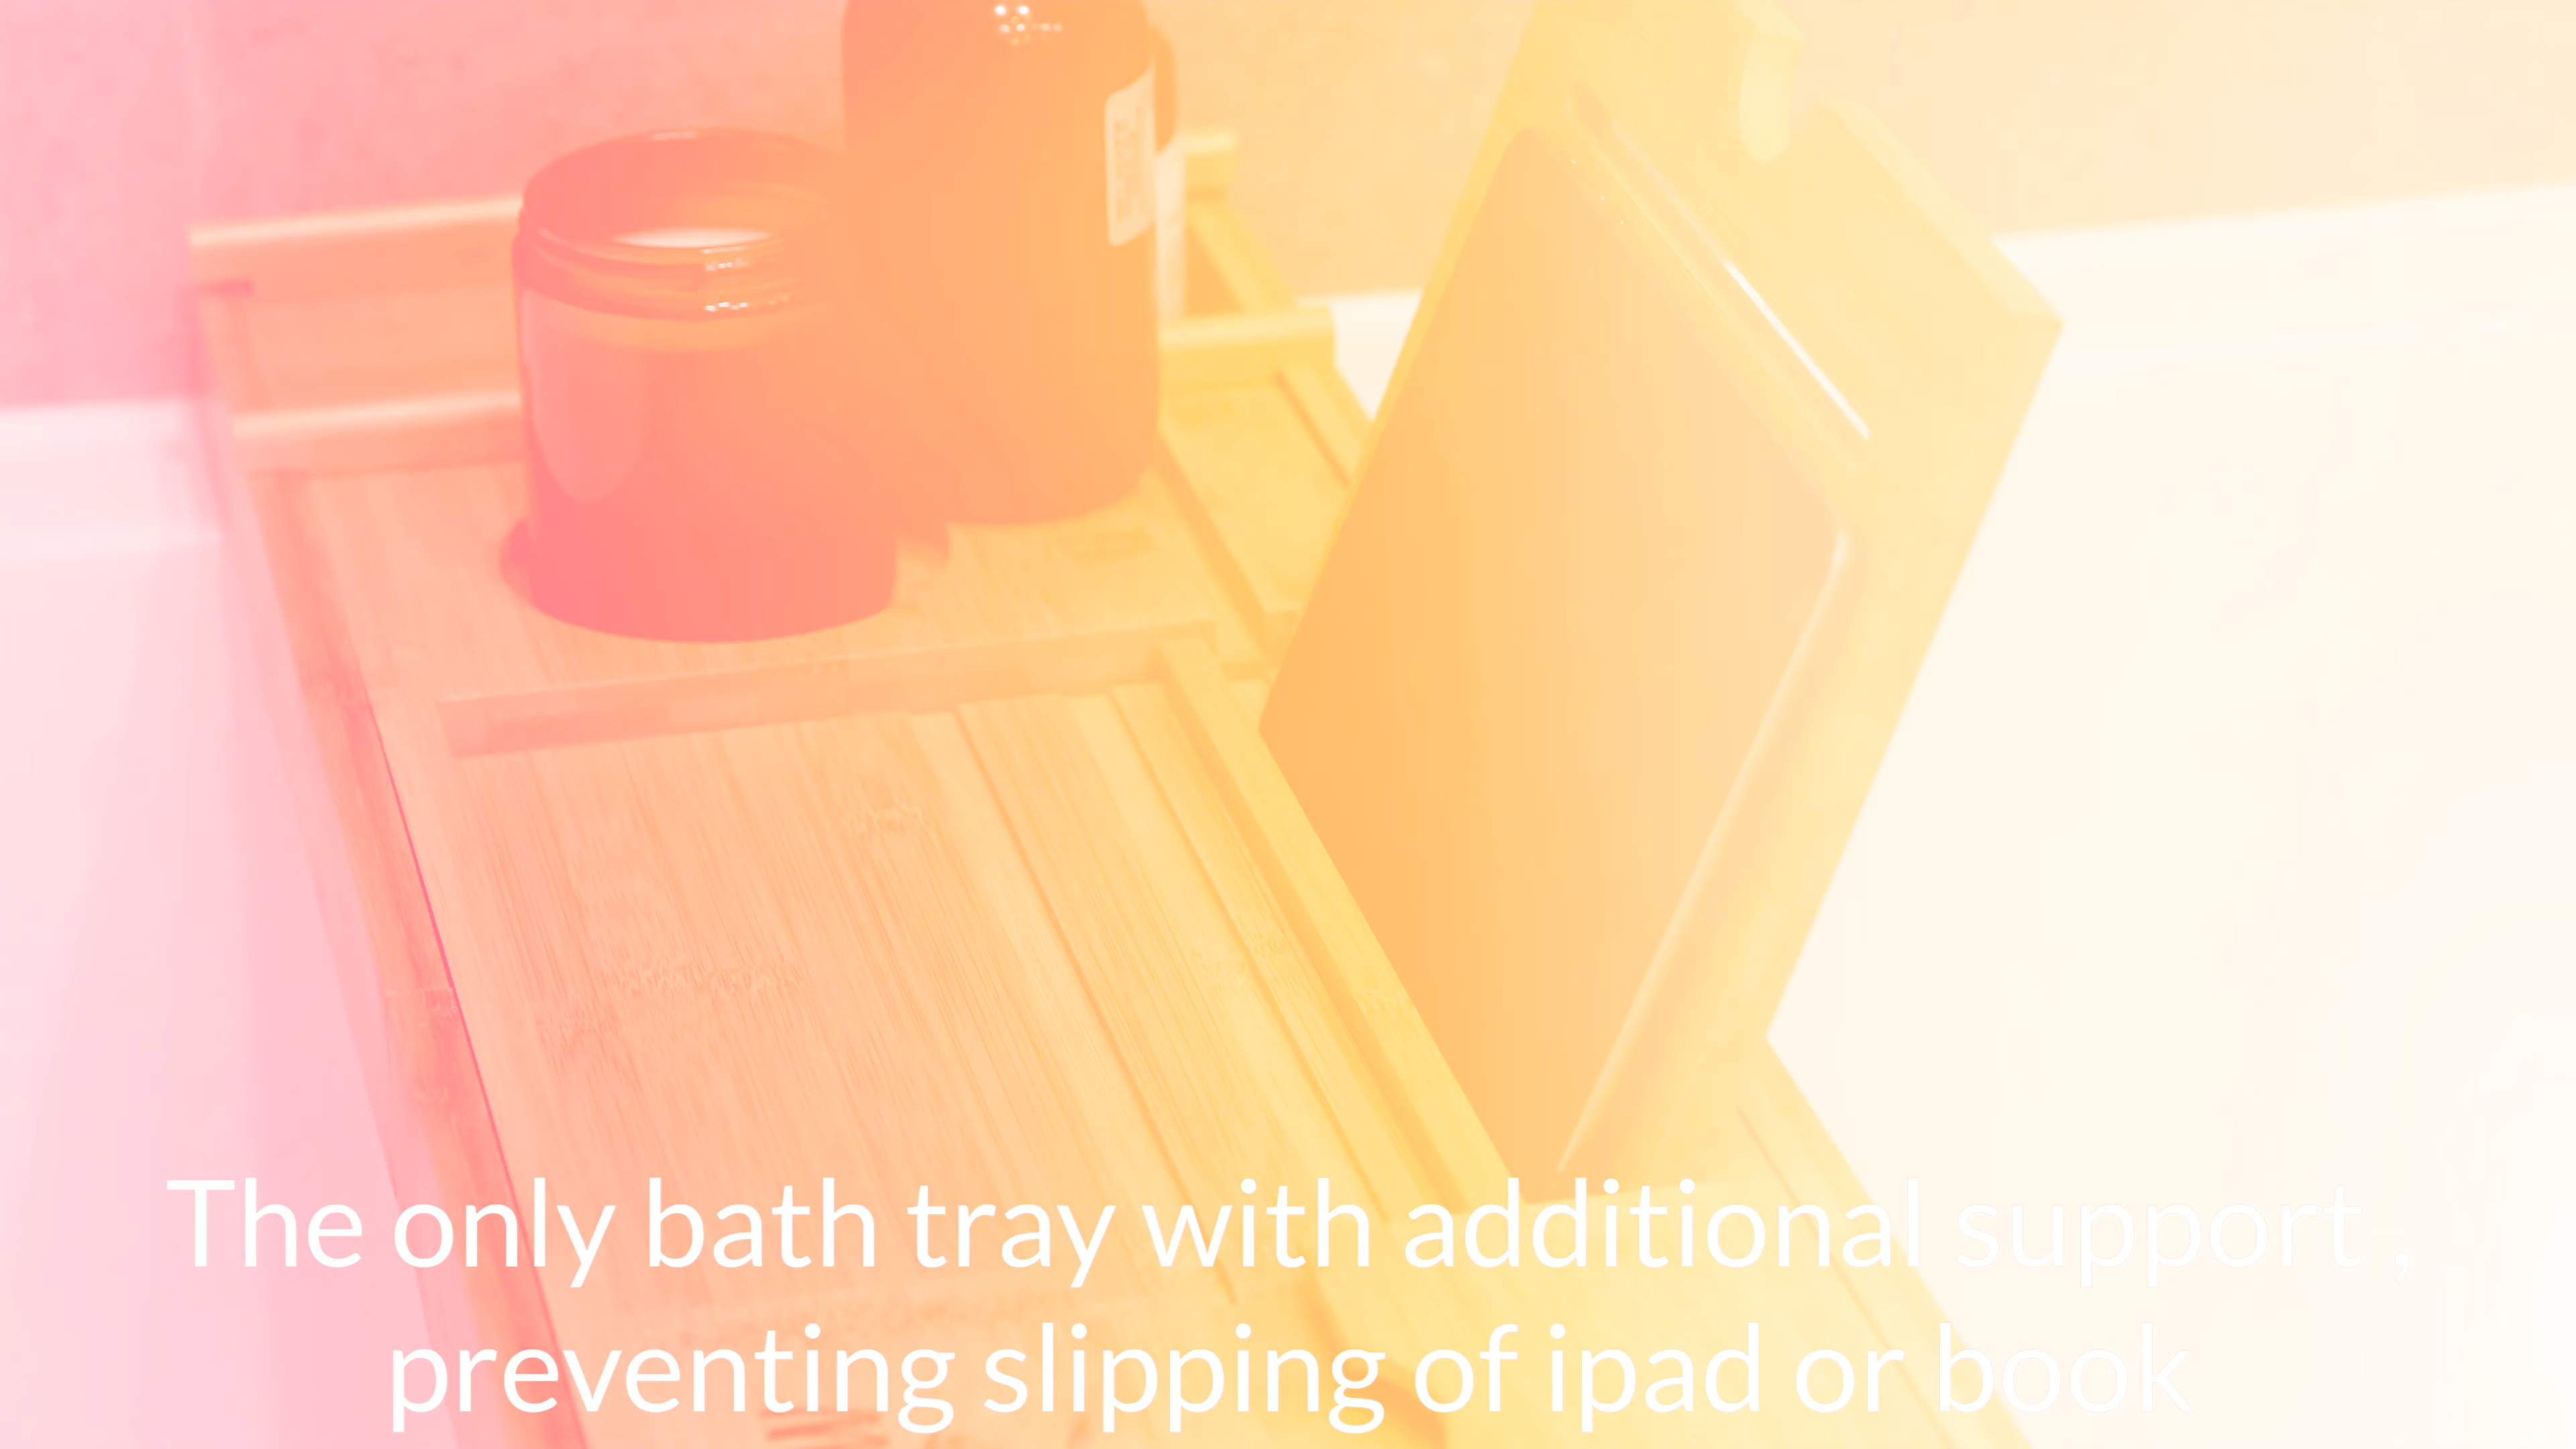 The only bath tray with additional support ,
preventing slipping of ipad or book